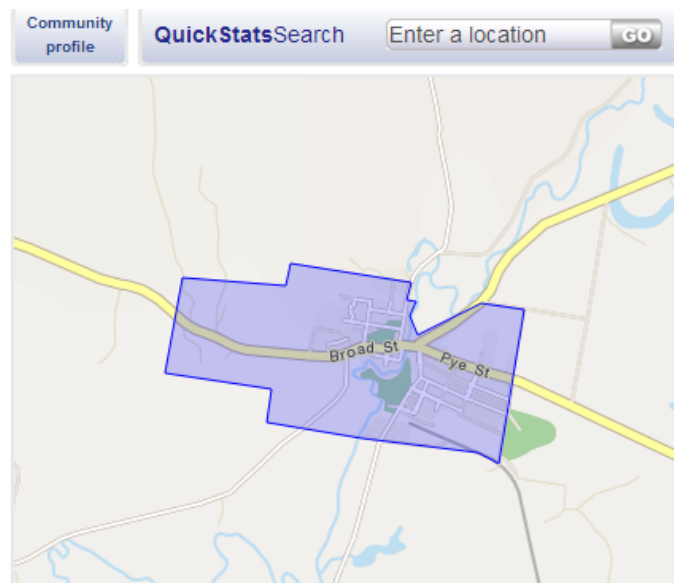 Community
profile
QuickStatsSearch
Enter a location
GO
Broad St
Pye St